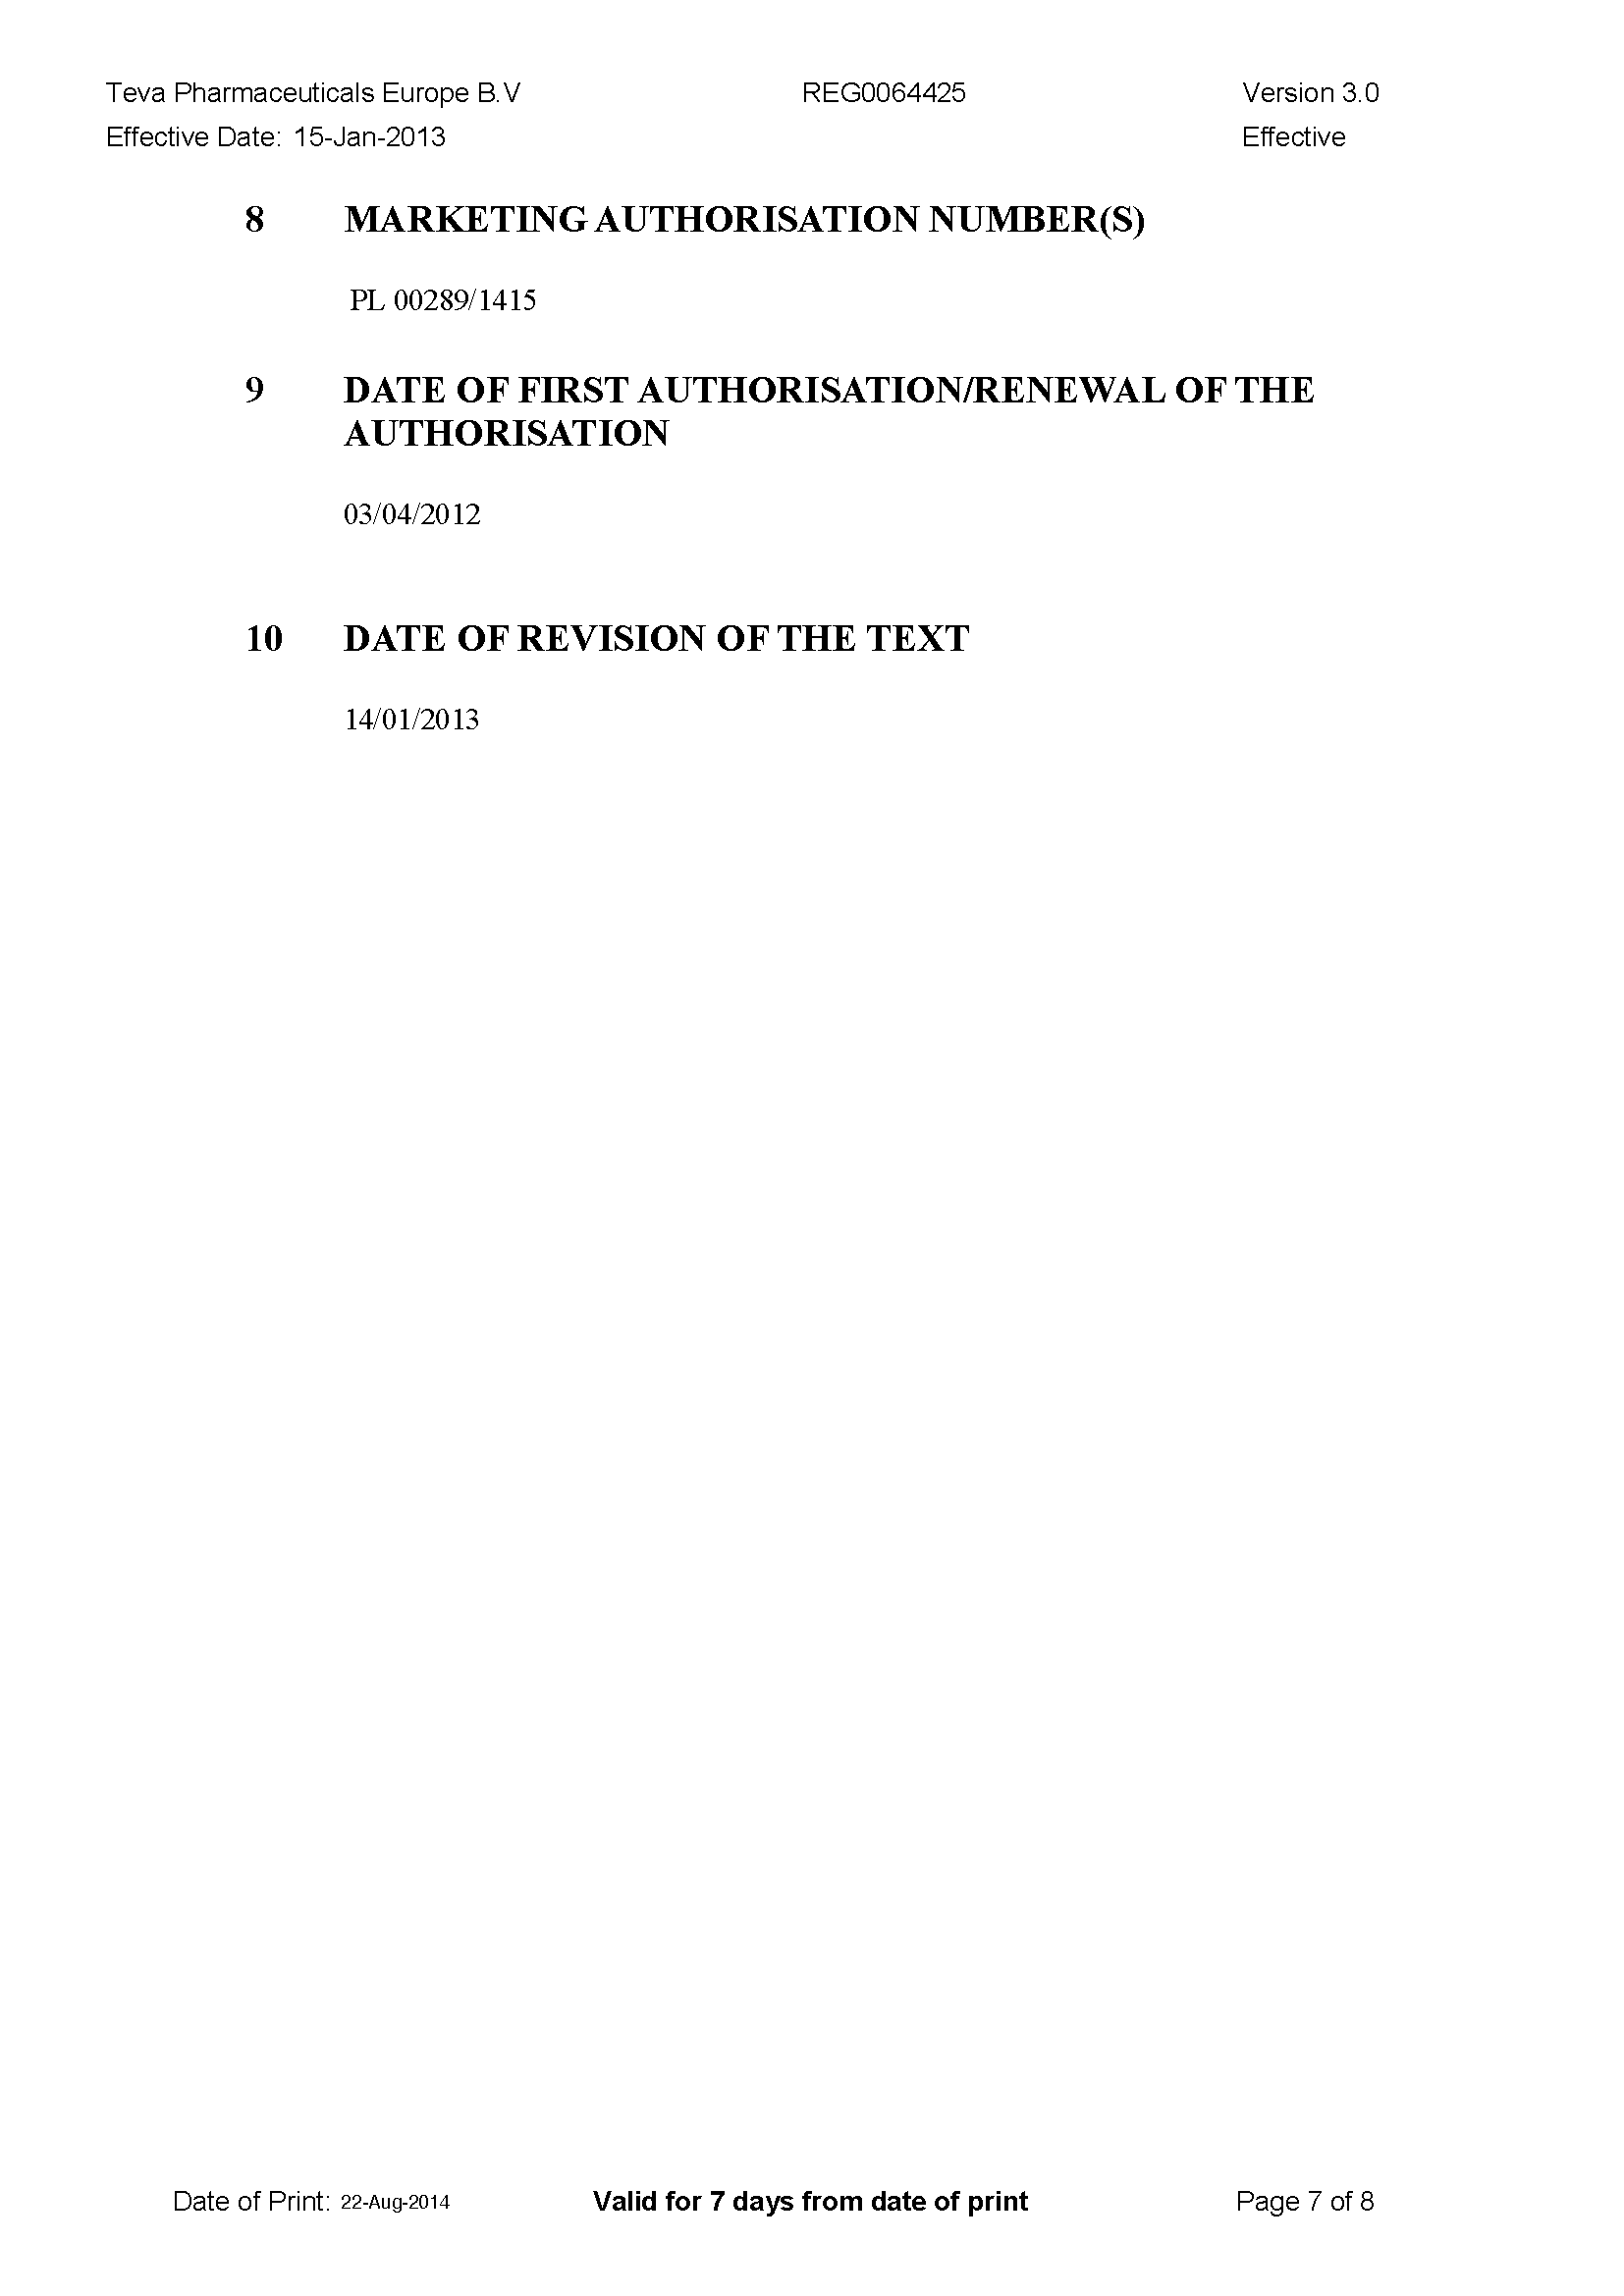 Teva Pharmaceuticals Europe B.V REG0064425 Version 3.0
Effective Date: 15-Jan-2013 Effective
8 MARKETING AUTHORISATION NUMBER(S)
PL 00289/1415
9 DATE OF FIRST AUTHORISATION/RENEWAL OF THE
AUTHORISATION
03/04/2012
10 DATE OF REVISION OF THE TEXT
14/01/2013
Date of Print: 22-Aug-2014 Valid for 7 days from date of print Page 7 of 8